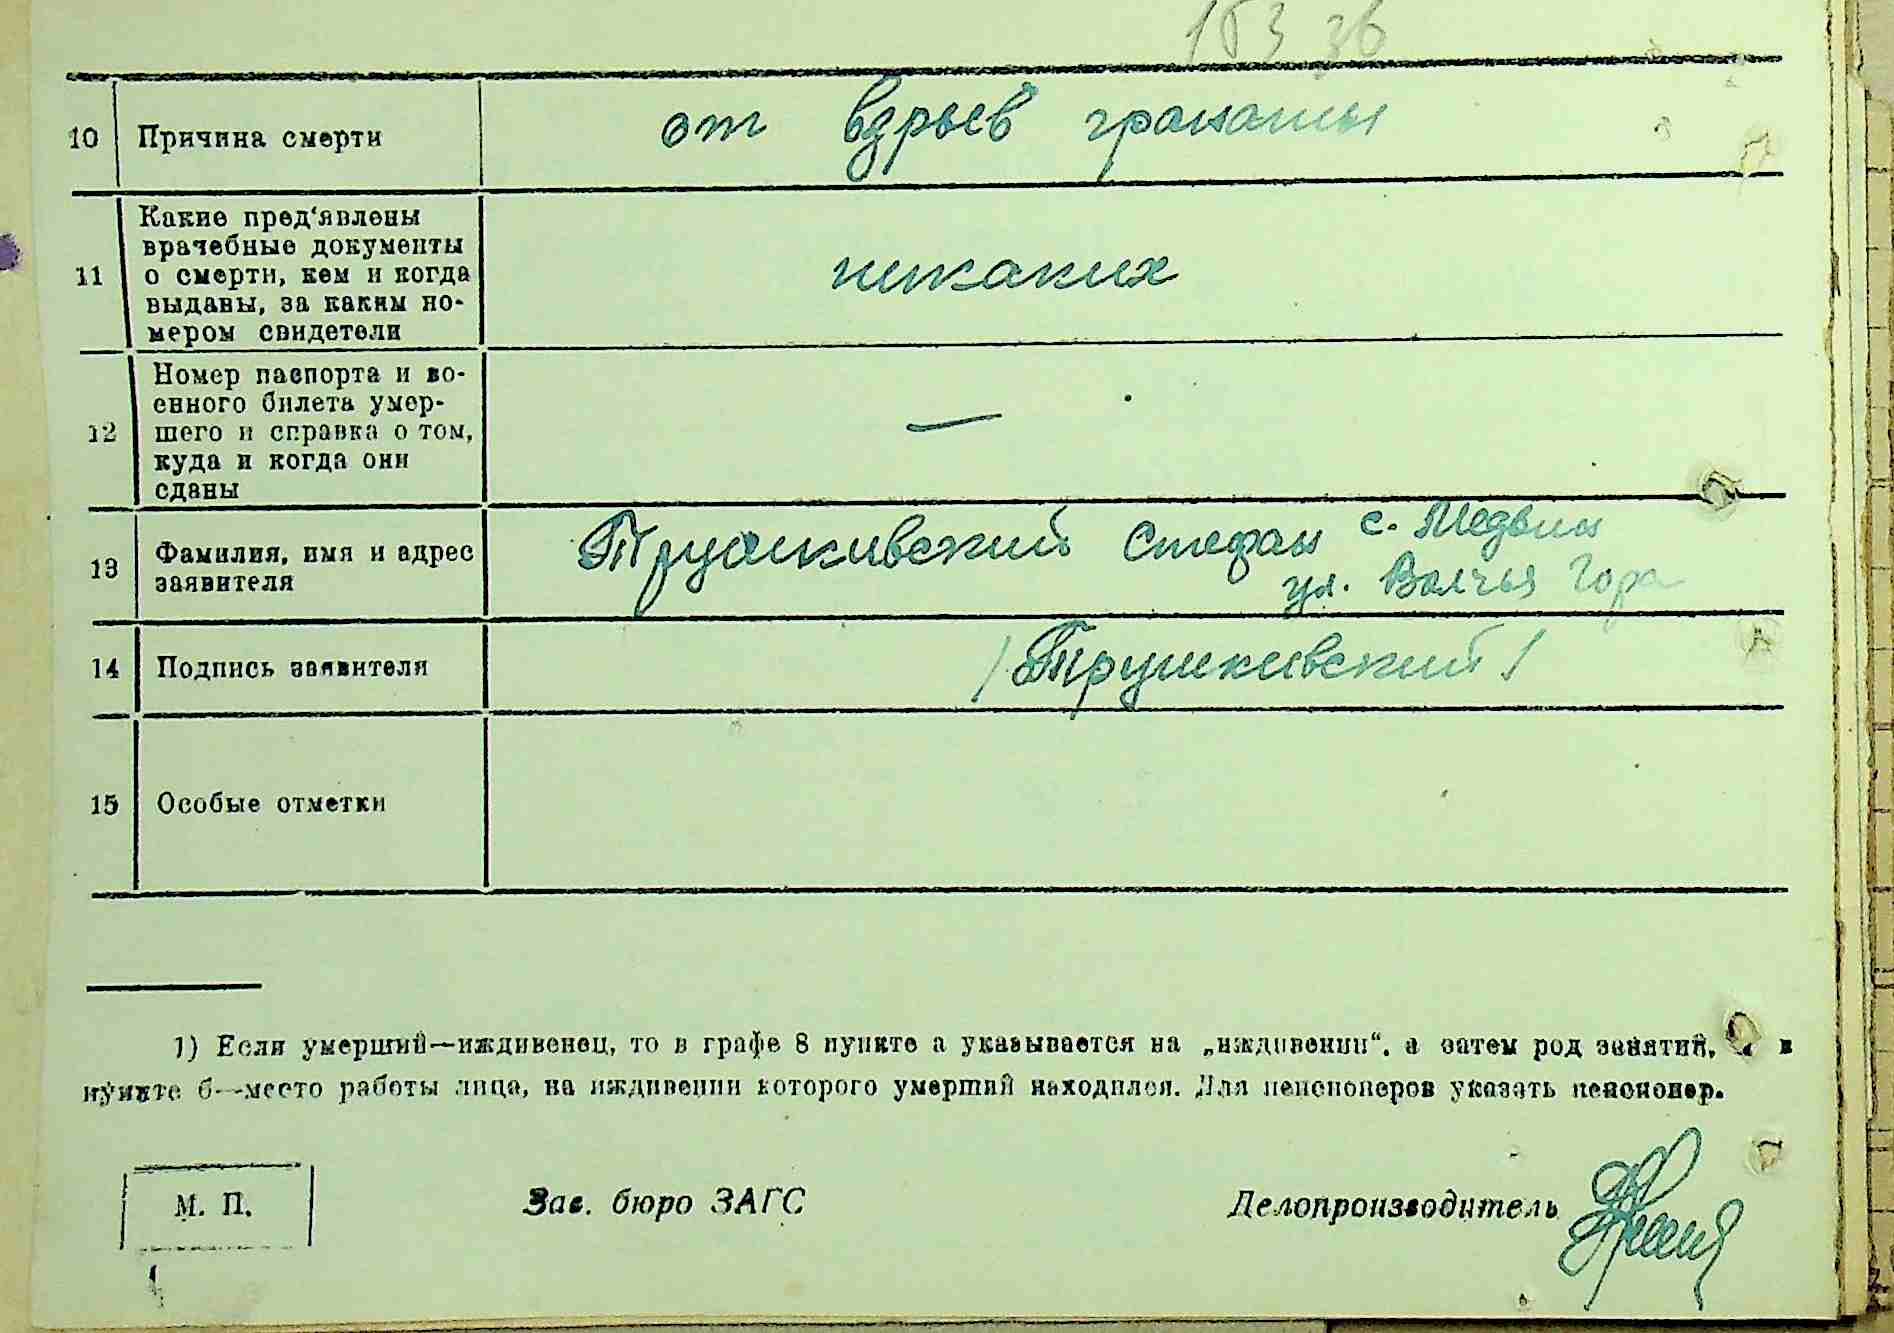 153 36
10 Причина смерти от вдрьев гранаты
11 Какие пред‘явлены
врачебные документы
о смерти, кем и когда
выданы, за каким но-
мером свидетели
никаких
12 Номер паспорта и во-
енного билета умер-
шего и справка о том,
куда и когда они
сданы
—
13 Фамилия, имя и адрес
заявителя
Трушкивский Стефан с. Медвин
ул. Волчья Гора
14 Подпись заявителя /Трушкивский/
15 Особые отметки
1) Если умерший—иждивенец, то в графе 8 пункте а указывается на „иждивении“, а затем род занятий, а в
пункте б—место работы лица, на иждивении которого умерший находился. Для пенсионеров указать пенсионер.
М. П. Зав. бюро ЗАГС Делопроизводитель